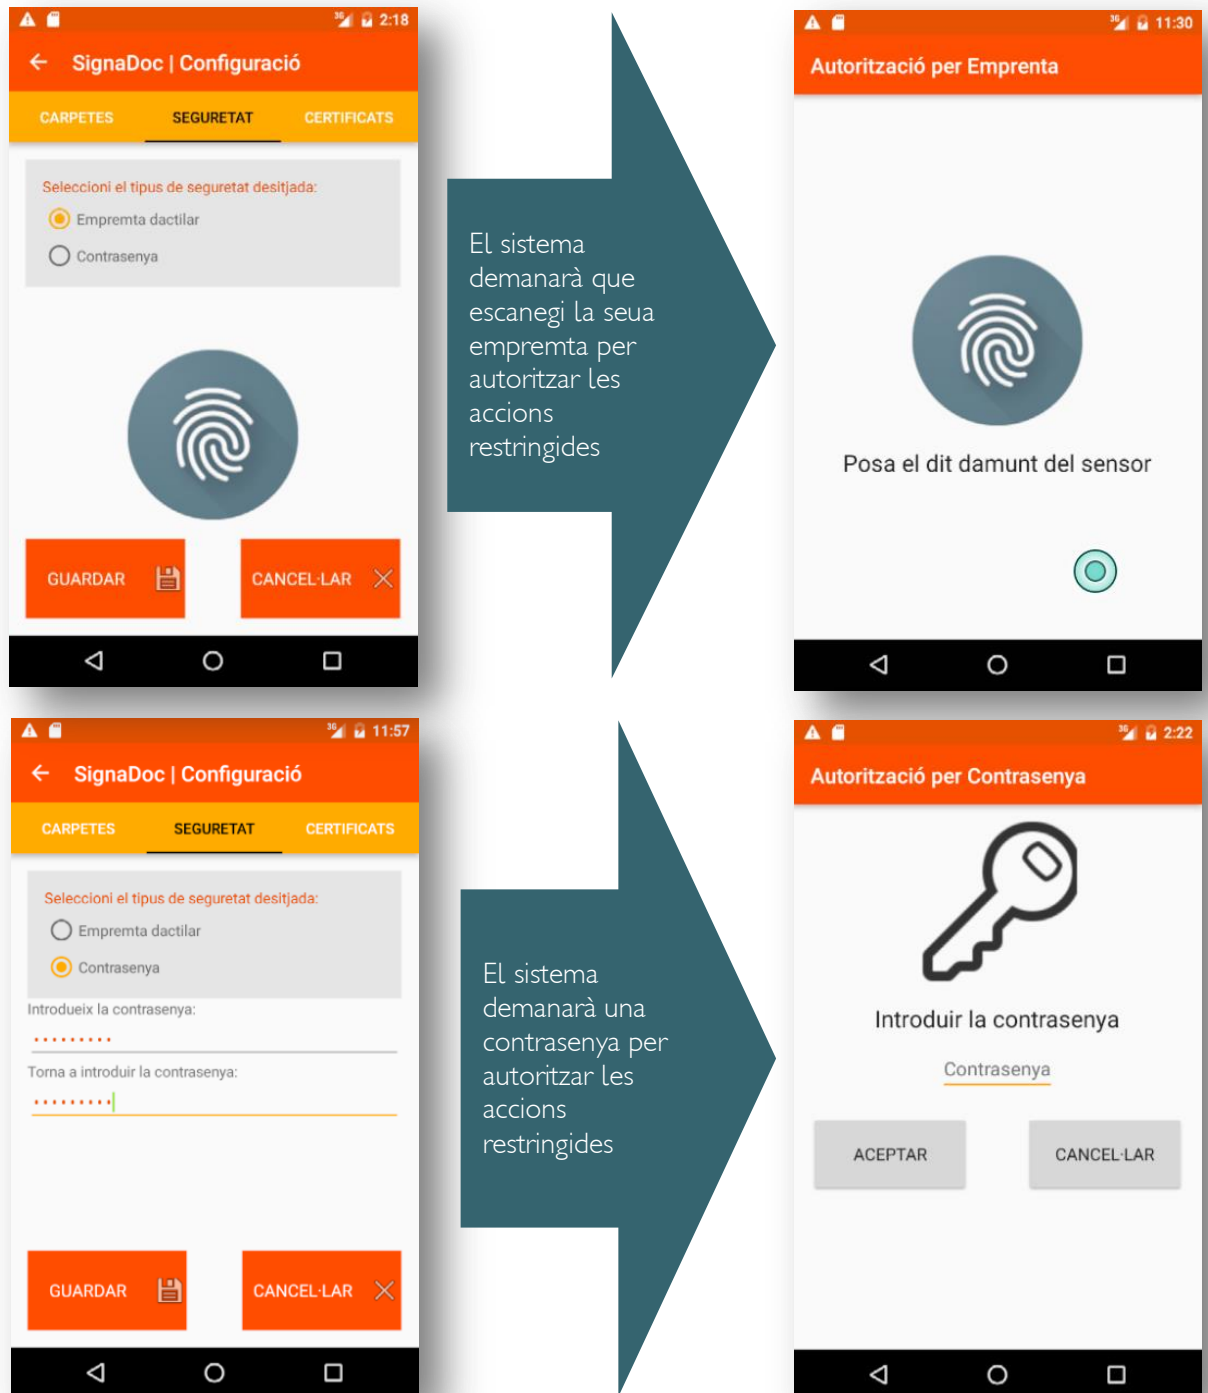 3G 2:18
SignaDoc | Configuració
CARPETES SEGURETAT CERTIFICATS
Seleccioni el tipus de seguretat desitjada:
Empremta dactilar
Contrasenya
GUARDAR CANCEL·LAR
El sistema
demanarà que
escanegi la seua
empremta per
autoritzar les
accions
restringides
3G 11:30
Autorització per Emprenta
Posa el dit damunt del sensor
3G 11:57
SignaDoc | Configuració
CARPETES SEGURETAT CERTIFICATS
Seleccioni el tipus de seguretat desitjada:
Empremta dactilar
Contrasenya
Introdueix la contrasenya:
Torna a introduir la contrasenya:
GUARDAR CANCEL·LAR
El sistema
demanarà una
contrasenya per
autoritzar les
accions
restringides
3G 2:22
Autorització per Contrasenya
Introduir la contrasenya
Contrasenya
ACEPTAR CANCEL·LAR